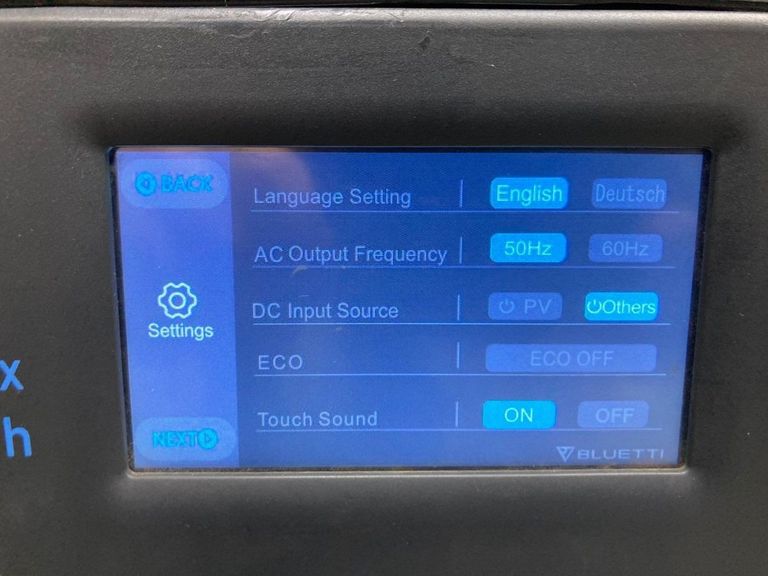 BACK
Language Setting English Deutsch
AC Output Frequency 50Hz 60Hz
DC Input Source PV Others
Settings
ECO ECO OFF
x
h
Touch Sound ON OFF
NEXT
BLUETTI